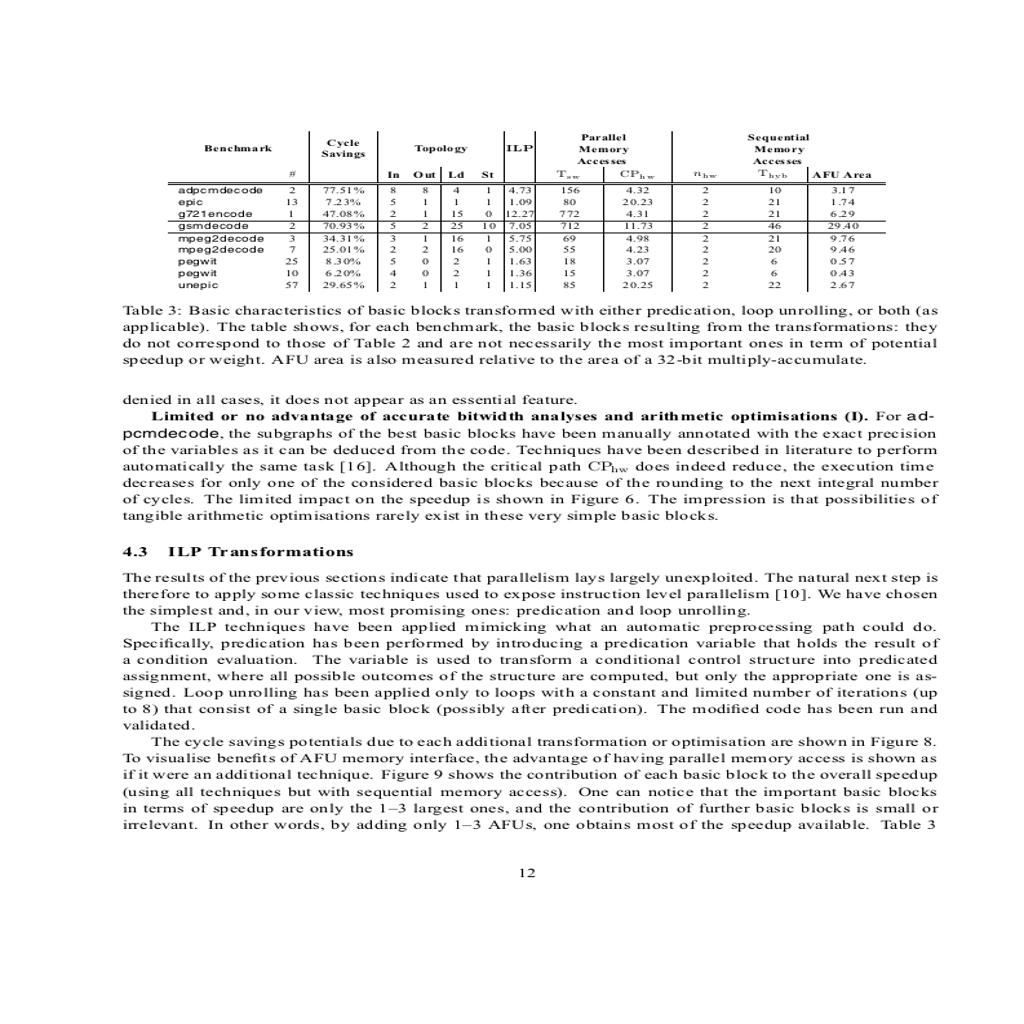 Benchmark Cycle Savings Topology ILP Parallel Memory Accesses Sequential Memory Accesses
# In Out Ld St Tsw CPhw nhw Thyb AFU Area
adpcmdecode 2 77.51% 8 8 4 1 4.73 156 4.32 2 10 3.17
epic 13 7.23% 5 1 1 1 1.09 80 20.23 2 21 1.74
g721encode 1 47.08% 2 1 15 0 12.27 772 4.31 2 21 6.29
gsmdecode 2 70.93% 5 2 25 10 7.05 712 11.73 2 46 29.40
mpeg2decode 3 34.31% 3 1 16 1 5.75 69 4.98 2 21 9.76
mpeg2decode 7 25.01% 2 2 16 0 5.00 55 4.23 2 20 9.46
pegwit 25 8.30% 5 0 2 1 1.63 18 3.07 2 6 0.57
pegwit 10 6.20% 4 0 2 1 1.36 15 3.07 2 6 0.43
unepic 57 29.65% 2 1 1 1 1.15 85 20.25 2 22 2.67
Table 3: Basic characteristics of basic blocks transformed with either predication, loop unrolling, or both (as
applicable). The table shows, for each benchmark, the basic blocks resulting from the transformations: they
do not correspond to those of Table 2 and are not necessarily the most important ones in term of potential
speedup or weight. AFU area is also measured relative to the area of a 32-bit multiply-accumulate.
denied in all cases, it does not appear as an essential feature.
Limited or no advantage of accurate bitwidth analyses and arithmetic optimisations (I). For ad-
pcmdecode, the subgraphs of the best basic blocks have been manually annotated with the exact precision
of the variables as it can be deduced from the code. Techniques have been described in literature to perform
automatically the same task [16]. Although the critical path CPhw does indeed reduce, the execution time
decreases for only one of the considered basic blocks because of the rounding to the next integral number
of cycles. The limited impact on the speedup is shown in Figure 6. The impression is that possibilities of
tangible arithmetic optimisations rarely exist in these very simple basic blocks.
4.3 ILP Transformations
The results of the previous sections indicate that parallelism lays largely unexploited. The natural next step is
therefore to apply some classic techniques used to expose instruction level parallelism [10]. We have chosen
the simplest and, in our view, most promising ones: predication and loop unrolling.
The ILP techniques have been applied mimicking what an automatic preprocessing path could do.
Specifically, predication has been performed by introducing a predication variable that holds the result of
a condition evaluation. The variable is used to transform a conditional control structure into predicated
assignment, where all possible outcomes of the structure are computed, but only the appropriate one is as-
signed. Loop unrolling has been applied only to loops with a constant and limited number of iterations (up
to 8) that consist of a single basic block (possibly after predication). The modified code has been run and
validated.
The cycle savings potentials due to each additional transformation or optimisation are shown in Figure 8.
To visualise benefits of AFU memory interface, the advantage of having parallel memory access is shown as
if it were an additional technique. Figure 9 shows the contribution of each basic block to the overall speedup
(using all techniques but with sequential memory access). One can notice that the important basic blocks
in terms of speedup are only the 1–3 largest ones, and the contribution of further basic blocks is small or
irrelevant. In other words, by adding only 1–3 AFUs, one obtains most of the speedup available. Table 3
12